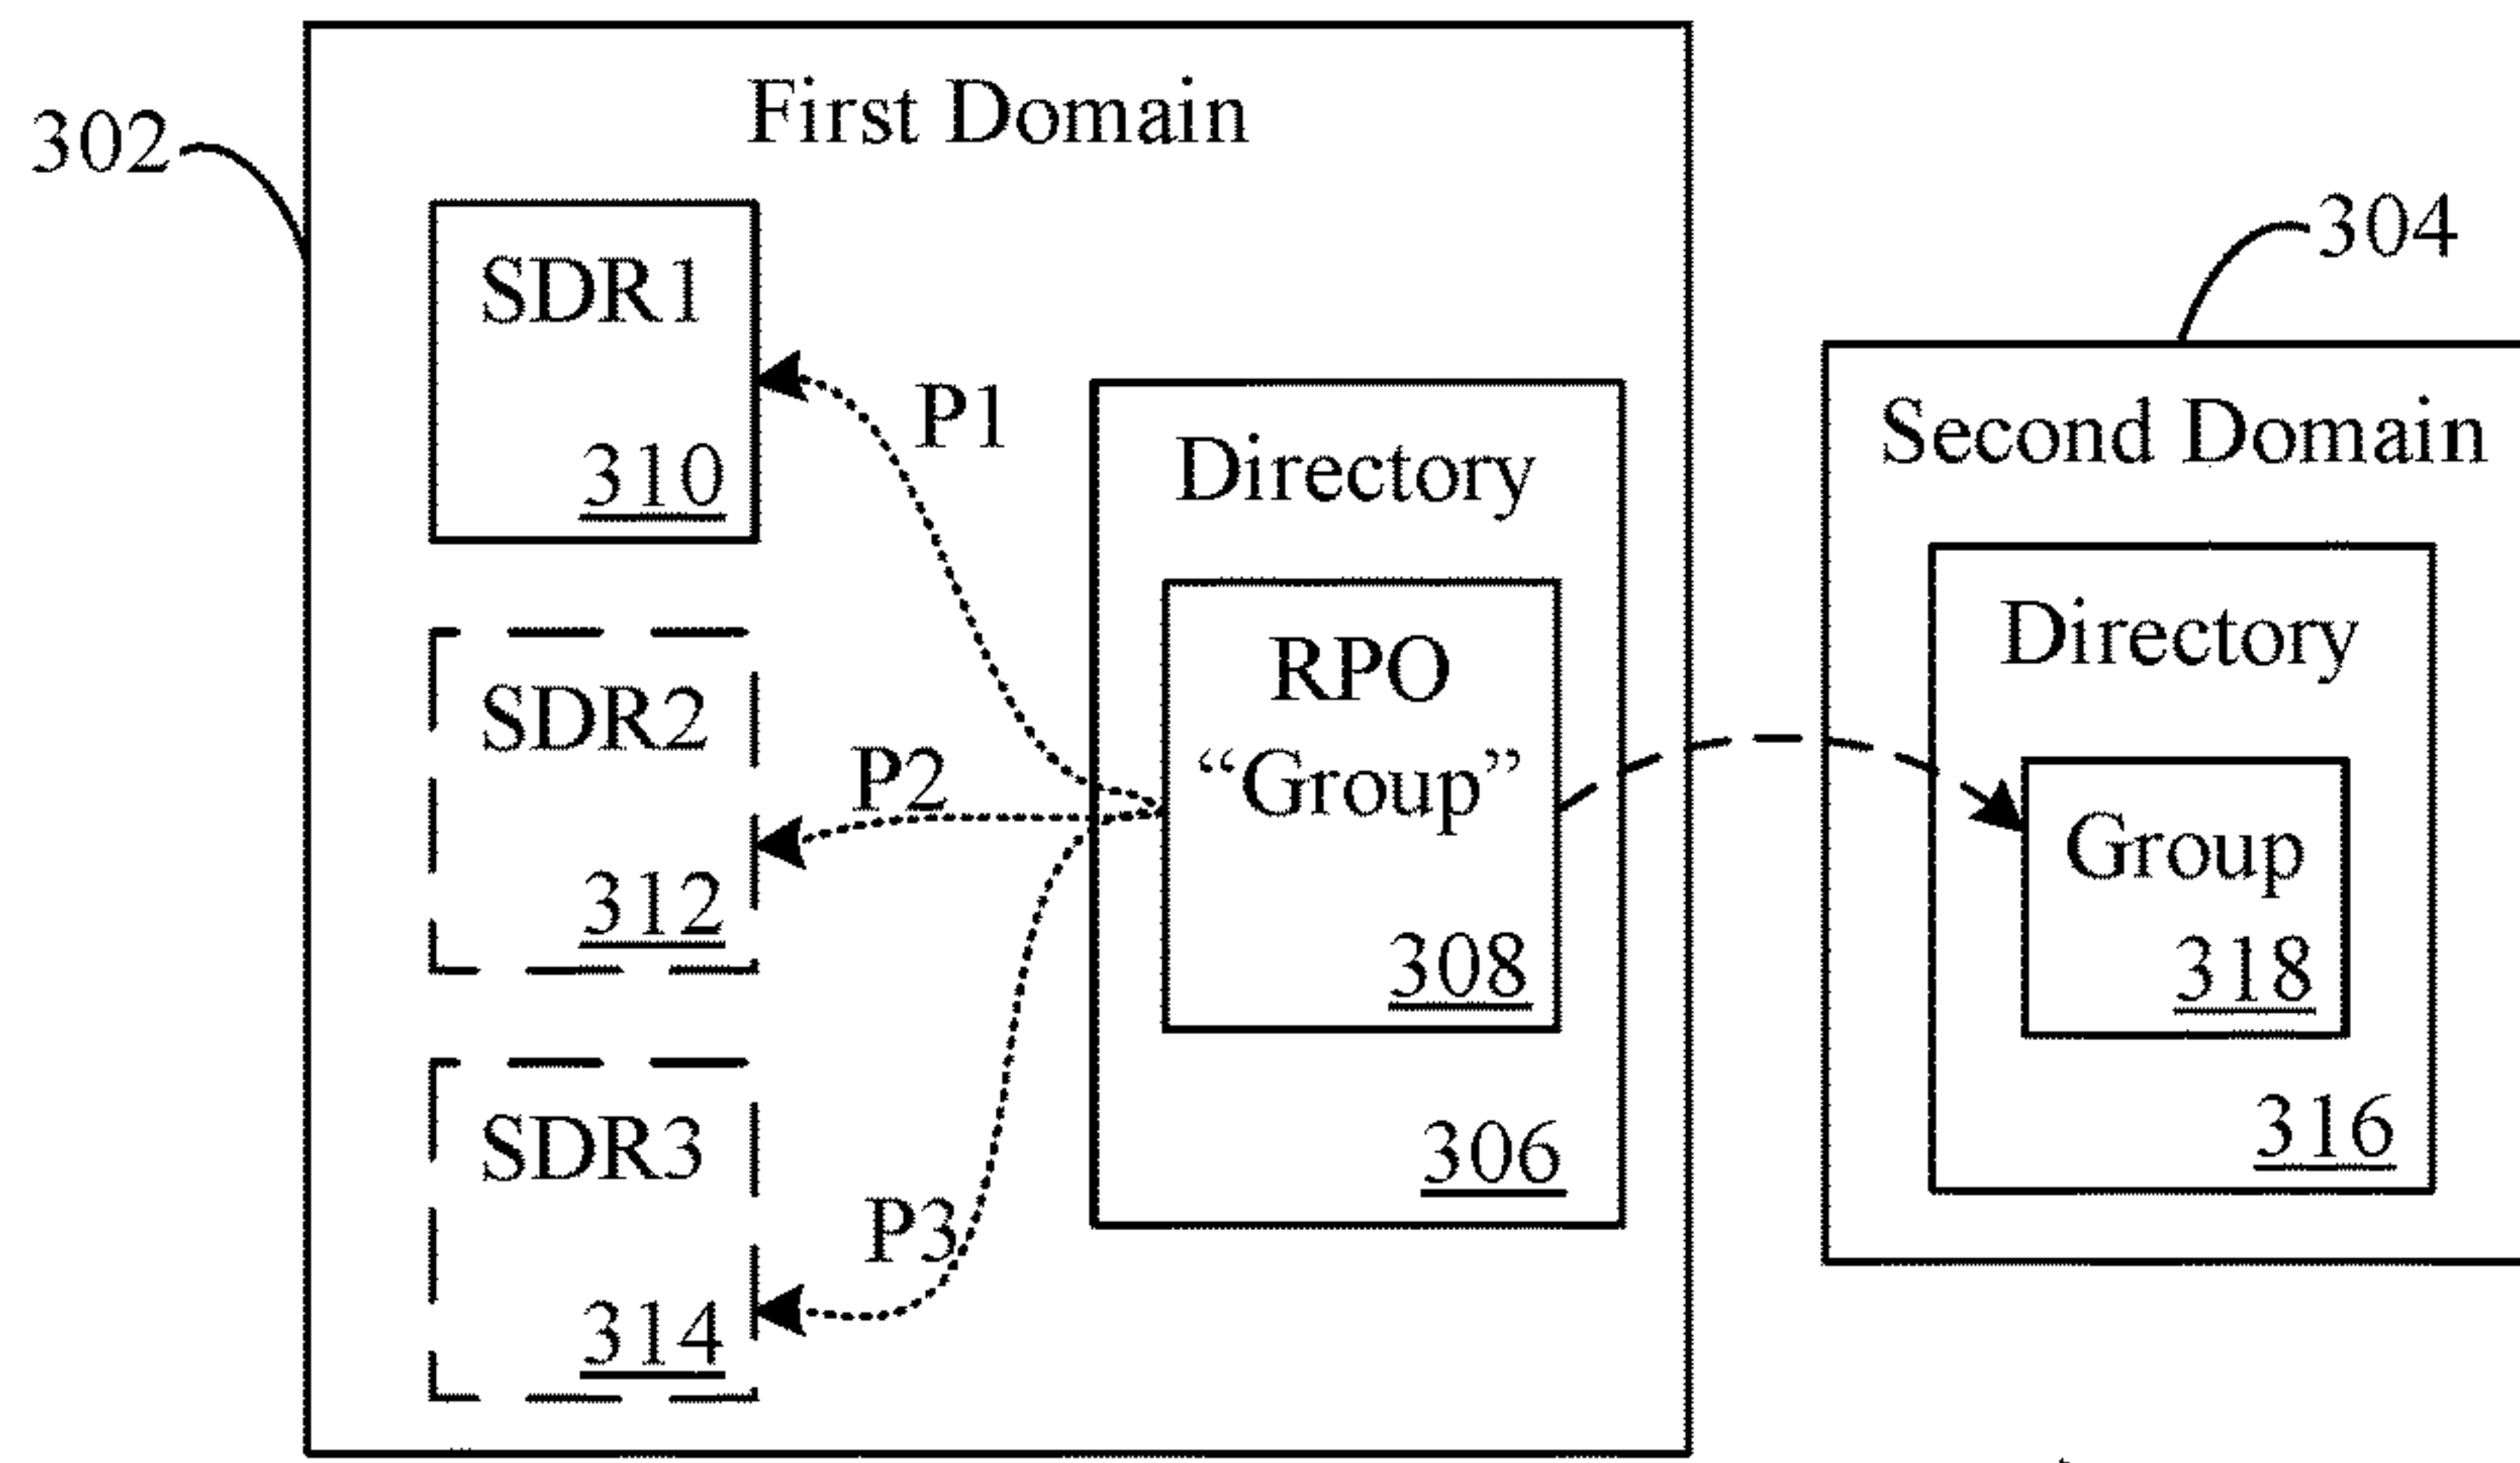 First Domain
302
304
SDR1
310
P1
Directory
Second Domain
SDR2
312
P2
RPO
“Group”
308
306
Directory
Group
318
316
SDR3
314
P3